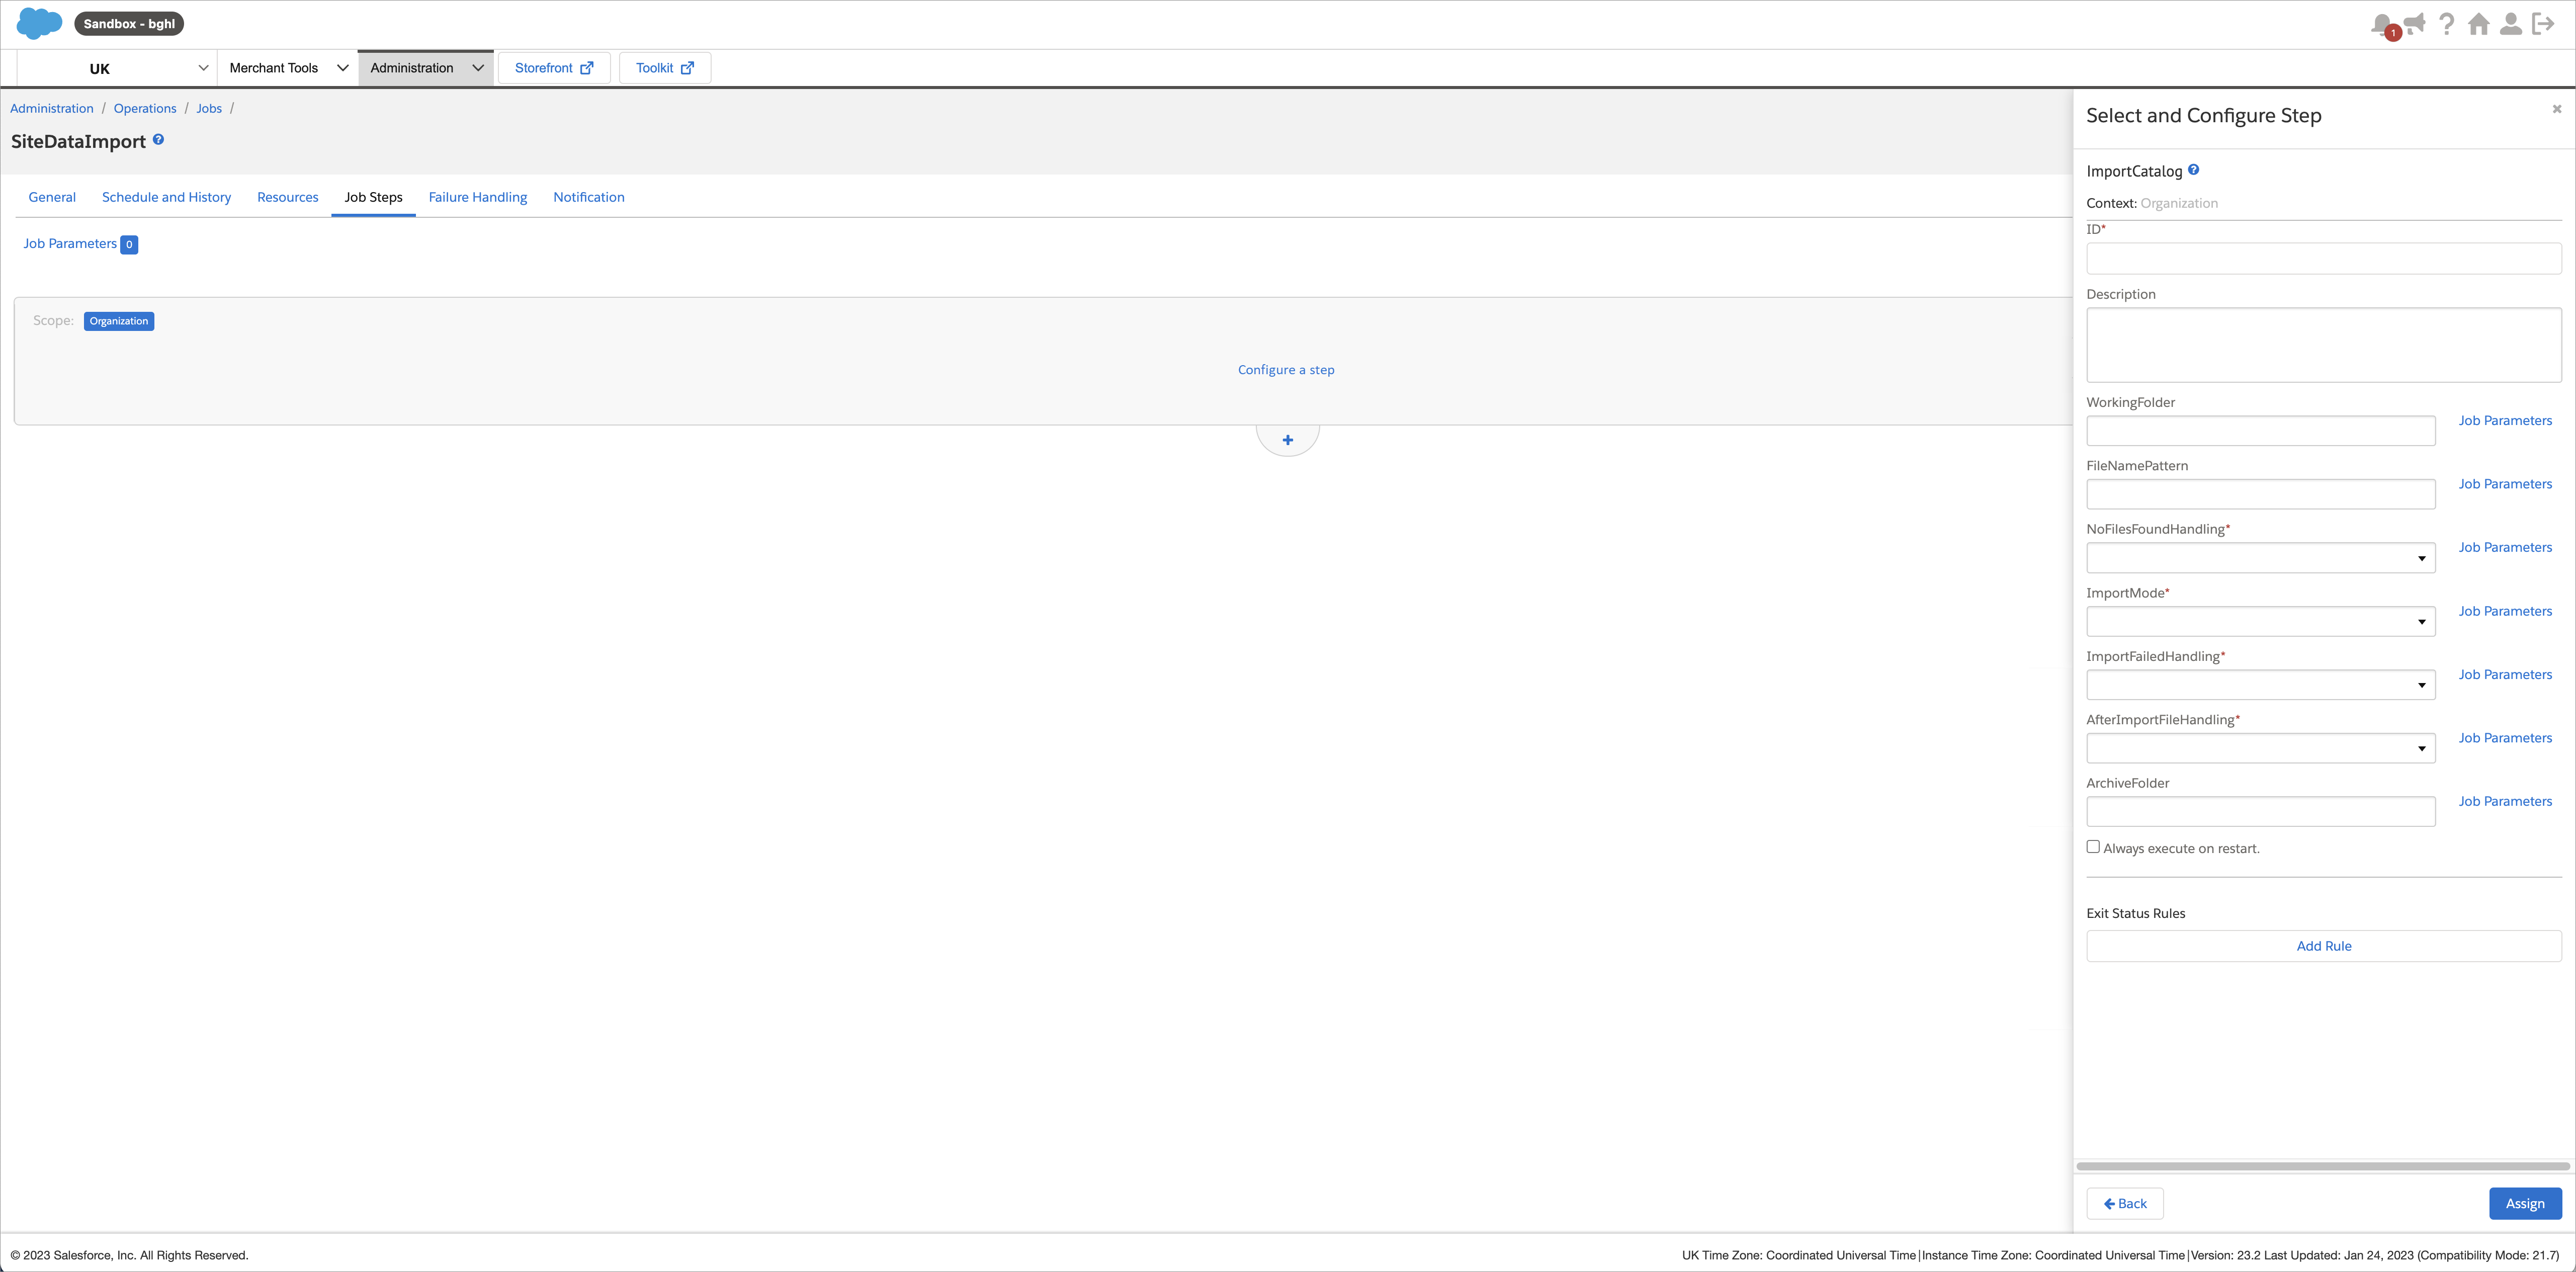 Sandbox - bghl
1
UK
Merchant Tools
Administration
Storefront
Toolkit
Administration / Operations / Jobs /
SiteDataImport ?
General Schedule and History Resources Job Steps Failure Handling Notification
Job Parameters 0
Scope: Organization
Configure a step
+
Select and Configure Step
ImportCatalog ?
Context: Organization
ID*
Description
WorkingFolder
Job Parameters
FileNamePattern
Job Parameters
NoFilesFoundHandling*
Job Parameters
ImportMode*
Job Parameters
ImportFailedHandling*
Job Parameters
AfterImportFileHandling*
Job Parameters
ArchiveFolder
Job Parameters
Always execute on restart.
Exit Status Rules
Add Rule
Back
Assign
© 2023 Salesforce, Inc. All Rights Reserved.
UK Time Zone: Coordinated Universal Time|Instance Time Zone: Coordinated Universal Time|Version: 23.2 Last Updated: Jan 24, 2023 (Compatibility Mode: 21.7)